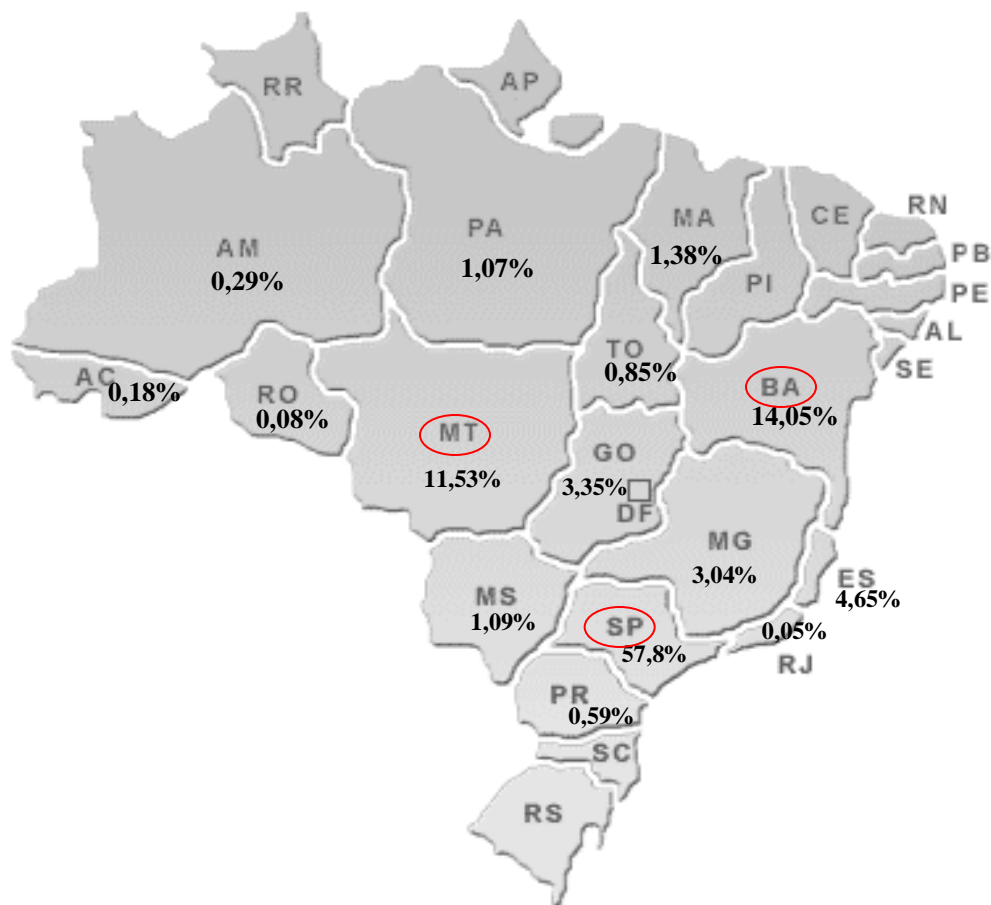 RR
AP
AM
0,29%
PA
1,07%
MA
1,38%
PI
CE
RN
PB
PE
AL
SE
AC
0,18%
RO
0,08%
MT
11,53%
TO
0,85%
BA
14,05%
GO
3,35%
DF
MG
3,04%
ES
4,65%
MS
1,09%
SP
57,8%
0,05%
RJ
PR
0,59%
SC
RS